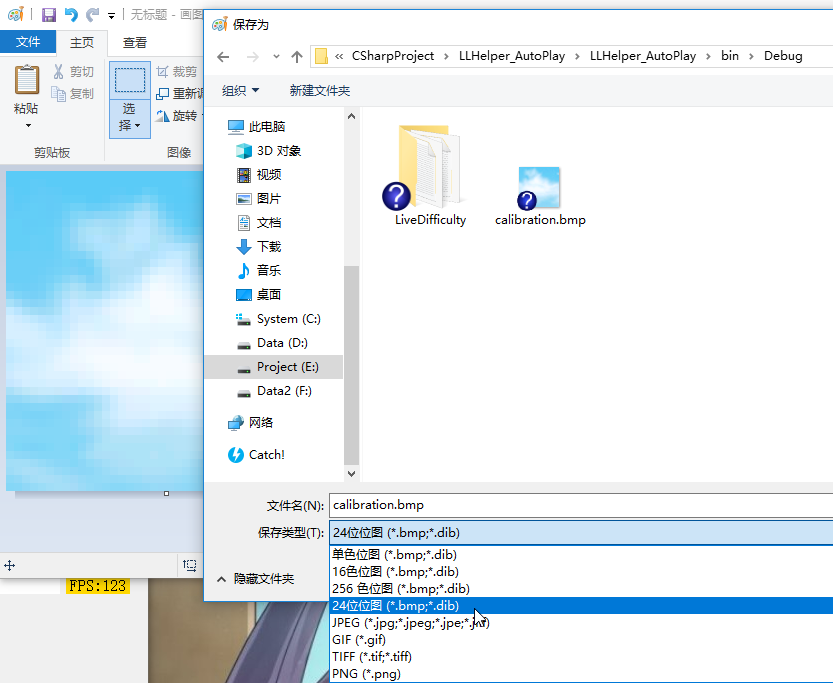 无标题 - 画图
文件
主页
查看
粘贴
剪切
复制
选
择
裁剪
重新调
旋转
剪贴板
图像
保存为
« CSharpProject › LLHelper_AutoPlay › LLHelper_AutoPlay › bin › Debug
组织
新建文件夹
此电脑
3D 对象
视频
图片
文档
下载
音乐
桌面
System (C:)
Data (D:)
Project (E:)
Data2 (F:)
网络
Catch!
LiveDifficulty
calibration.bmp
文件名(N): calibration.bmp
保存类型(T): 24位位图 (*.bmp;*.dib)
单色位图 (*.bmp;*.dib)
16色位图 (*.bmp;*.dib)
256 色位图 (*.bmp;*.dib)
24位位图 (*.bmp;*.dib)
JPEG (*.jpg;*.jpeg;*.jpe;*.jfif)
GIF (*.gif)
TIFF (*.tif;*.tiff)
PNG (*.png)
隐藏文件夹
FPS:123